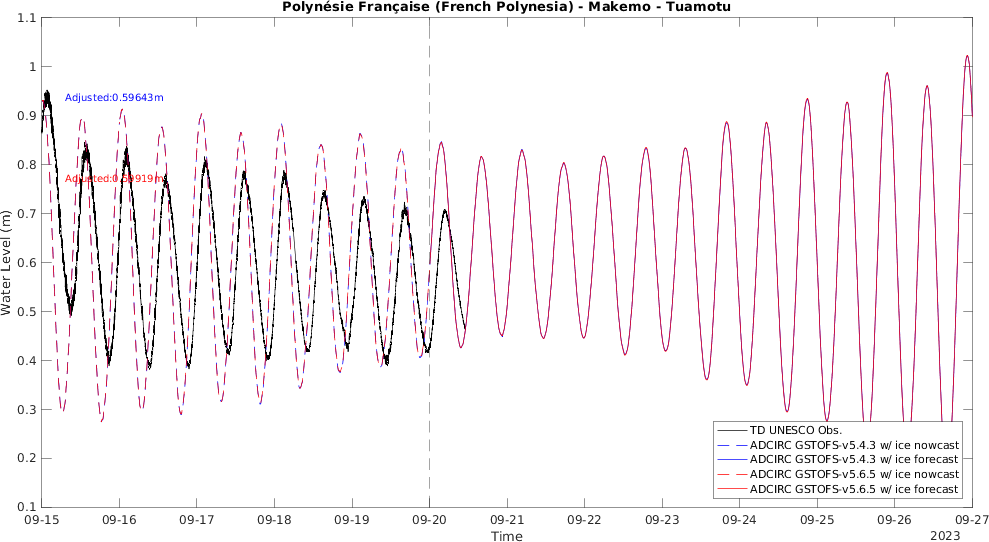 Polynésie Française (French Polynesia) - Makemo - Tuamotu
Water Level (m)
1.1
1
0.9
0.8
0.7
0.6
0.5
0.4
0.3
0.2
0.1
Adjusted:0.59643m
Adjusted:0.59919m
TD UNESCO Obs.
ADCIRC GSTOFS-v5.4.3 w/ ice nowcast
ADCIRC GSTOFS-v5.4.3 w/ ice forecast
ADCIRC GSTOFS-v5.6.5 w/ ice nowcast
ADCIRC GSTOFS-v5.6.5 w/ ice forecast
09-15 09-16 09-17 09-18 09-19 09-20 09-21 09-22 09-23 09-24 09-25 09-26 09-27
Time
2023